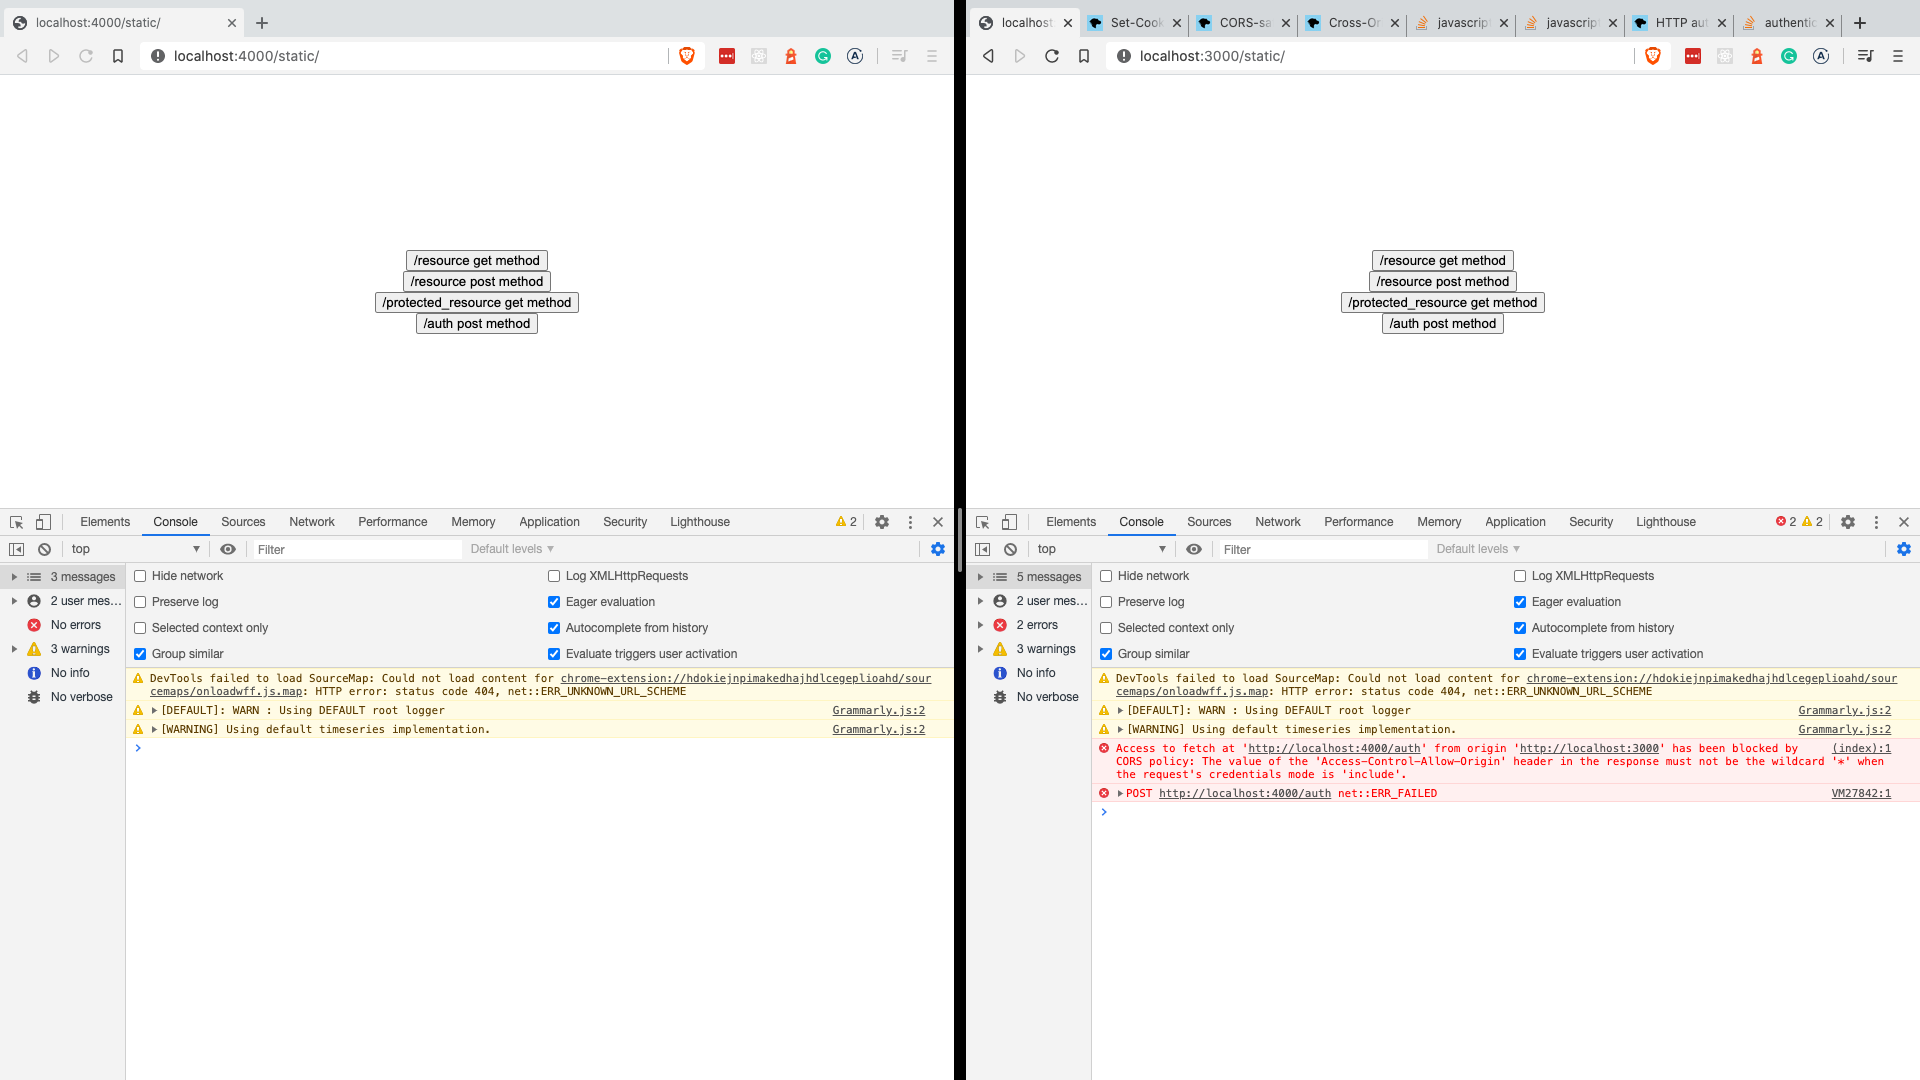 localhost:4000/static/
localhost:4000/static/
/resource get method
/resource post method
/protected_resource get method
/auth post method
Elements Console Sources Network Performance Memory Application Security Lighthouse 2
top Filter Default levels
3 messages
2 user mes...
No errors
3 warnings
No info
No verbose
Hide network Log XMLHttpRequests
Preserve log Eager evaluation
Selected context only Autocomplete from history
Group similar Evaluate triggers user activation
DevTools failed to load SourceMap: Could not load content for chrome-extension://hdokiejnpimakedhajhdlcegeplioahd/sour
cemaps/onloadwff.js.map: HTTP error: status code 404, net::ERR_UNKNOWN_URL_SCHEME
[DEFAULT]: WARN : Using DEFAULT root logger Grammarly.js:2
[WARNING] Using default timeseries implementation. Grammarly.js:2
localhost: Set-Cook CORS-sa Cross-Or javascript javascript HTTP aut authentic
localhost:3000/static/
/resource get method
/resource post method
/protected_resource get method
/auth post method
Elements Console Sources Network Performance Memory Application Security Lighthouse 2 2
top Filter Default levels
5 messages
2 user mes...
2 errors
3 warnings
No info
No verbose
Hide network Log XMLHttpRequests
Preserve log Eager evaluation
Selected context only Autocomplete from history
Group similar Evaluate triggers user activation
DevTools failed to load SourceMap: Could not load content for chrome-extension://hdokiejnpimakedhajhdlcegeplioahd/sour
cemaps/onloadwff.js.map: HTTP error: status code 404, net::ERR_UNKNOWN_URL_SCHEME
[DEFAULT]: WARN : Using DEFAULT root logger Grammarly.js:2
[WARNING] Using default timeseries implementation. Grammarly.js:2
Access to fetch at 'http://localhost:4000/auth' from origin 'http://localhost:3000' has been blocked by (index):1
CORS policy: The value of the 'Access-Control-Allow-Origin' header in the response must not be the wildcard '*' when
the request's credentials mode is 'include'.
POST http://localhost:4000/auth net::ERR_FAILED VM27842:1